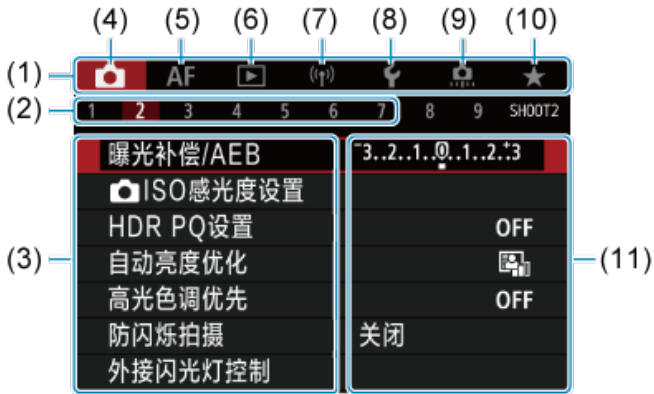 (4) (5) (6) (7) (8) (9) (10)
(1) AF
(2) 1 2 3 4 5 6 7 8 9 SHOOT2
曝光补偿/AEB -3..2..1..0..1..2..+3
ISO感光度设置
HDR PQ设置 OFF
(3) 自动亮度优化 (11)
高光色调优先 OFF
防闪烁拍摄 关闭
外接闪光灯控制